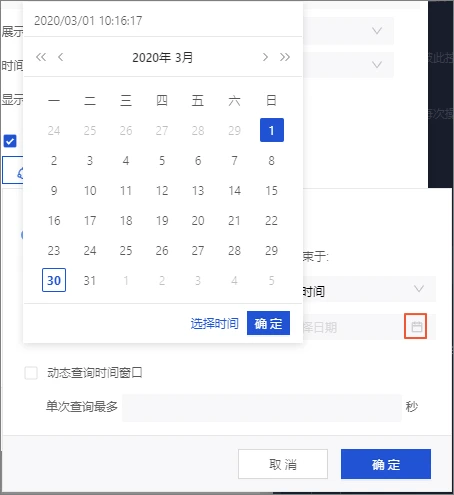 2020/03/01 10:16:17
展示
时间
显示
2020年 3月
一 二 三 四 五 六 日
24 25 26 27 28 29 1
2 3 4 5 6 7 8
9 10 11 12 13 14 15
16 17 18 19 20 21 22
23 24 25 26 27 28 29
30 31 1 2 3 4 5
选择时间 确 定
束于:
时间
择日期
动态查询时间窗口
单次查询最多 秒
取 消 确 定